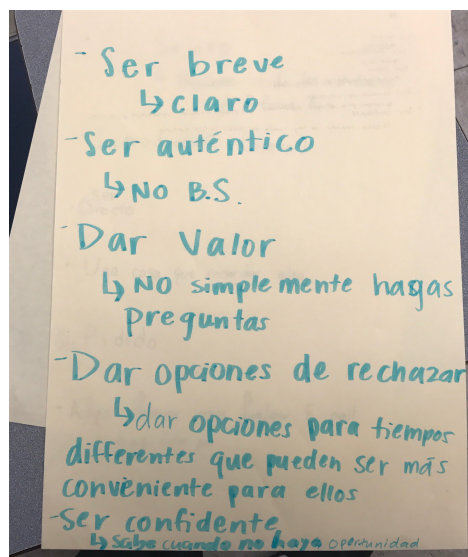 - Ser breve
↳ claro
- Ser auténtico
↳ NO B.S.
- Dar Valor
↳ NO simplemente hagas
preguntas
- Dar opciones de rechazar
↳ dar opciones para tiempos
differentes que pueden ser más
conveniente para ellos
- Ser confidente
↳ Sabe cuando no haya oportunidad